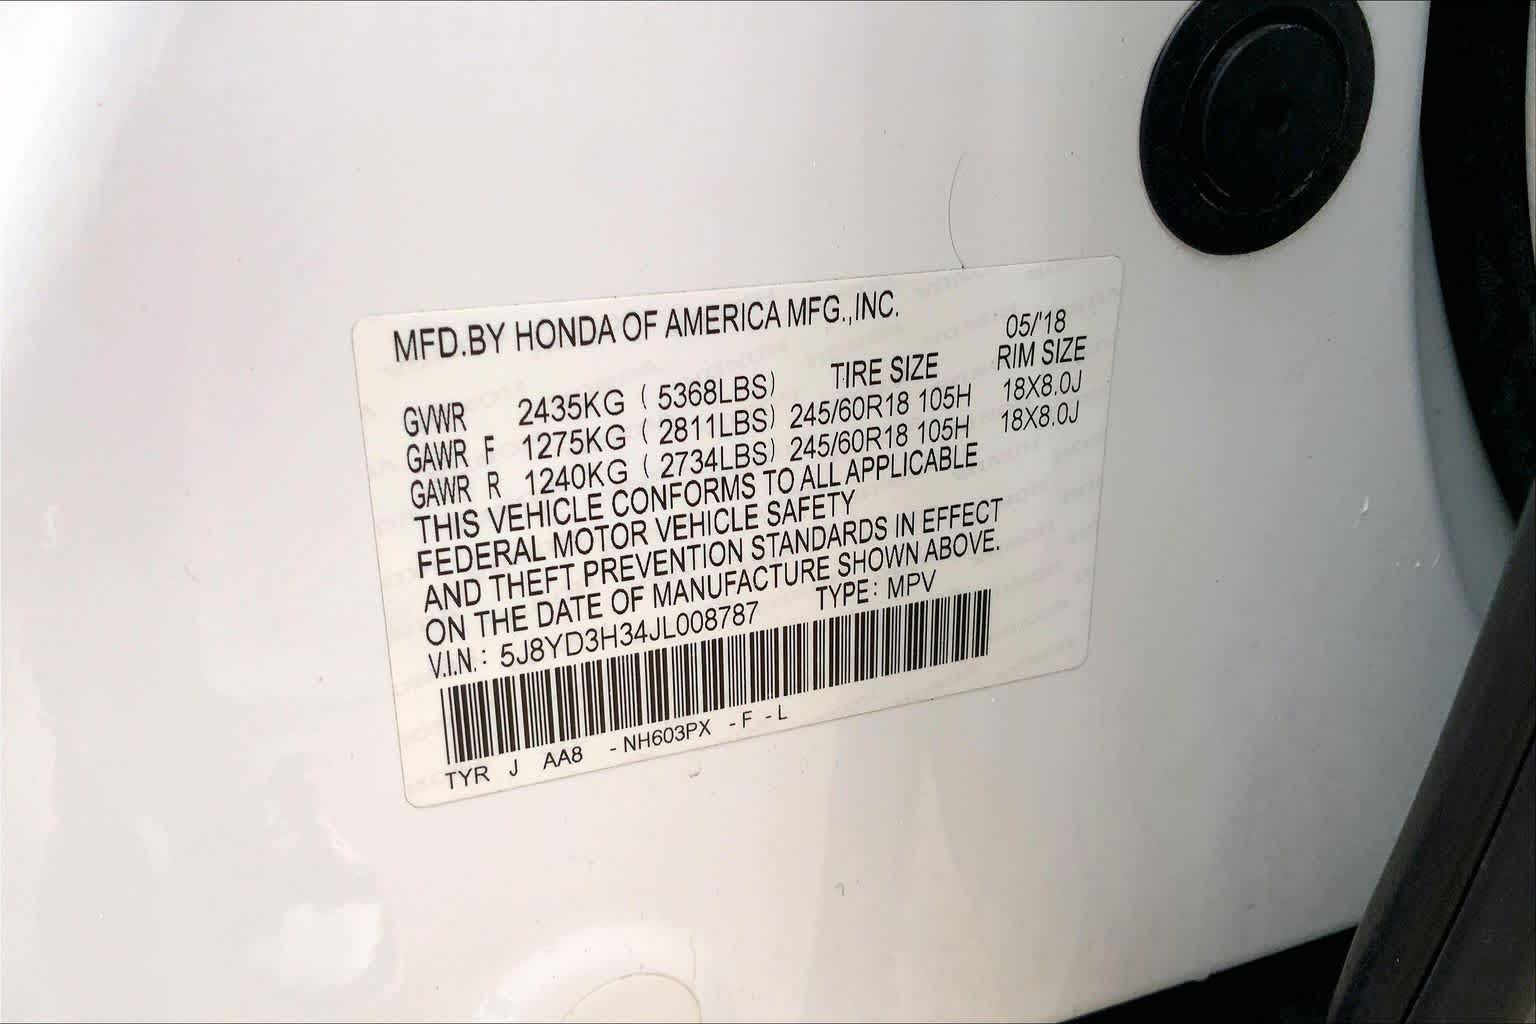 MFD.BY HONDA OF AMERICA MFG.,INC.
05/'18
TIRE SIZE RIM SIZE
GVWR 2435KG ( 5368LBS)
GAWR F 1275KG ( 2811LBS) 245/60R18 105H 18X8.0J
GAWR R 1240KG ( 2734LBS) 245/60R18 105H 18X8.0J
THIS VEHICLE CONFORMS TO ALL APPLICABLE
FEDERAL MOTOR VEHICLE SAFETY
AND THEFT PREVENTION STANDARDS IN EFFECT
ON THE DATE OF MANUFACTURE SHOWN ABOVE.
V.I.N.: 5J8YD3H34JL008787 TYPE: MPV
TYR J AA8 -NH603PX -F -L